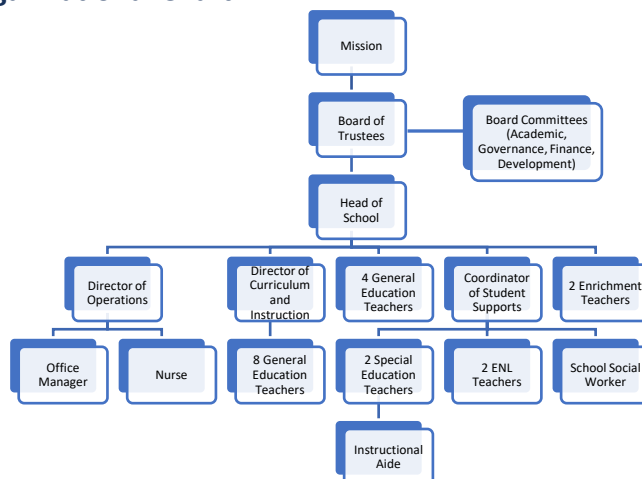 Mission
Board of
Trustees
Board Committees
(Academic,
Governance, Finance,
Development)
Head of
School
Director of
Operations
Director of
Curriculum
and
Instruction
4 General
Education
Teachers
Coordinator
of Student
Supports
2 Enrichment
Teachers
Office
Manager
Nurse
8 General
Education
Teachers
2 Special
Education
Teachers
2 ENL
Teachers
School Social
Worker
Instructional
Aide